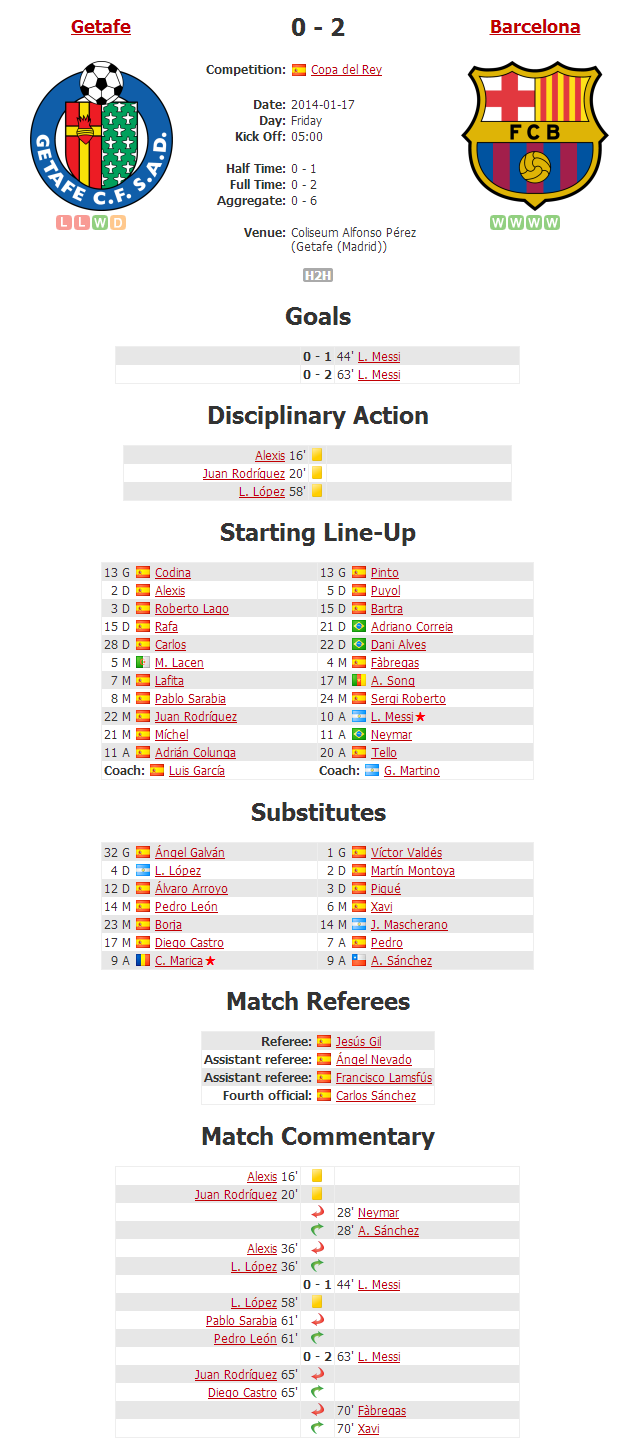 Getafe 0 - 2 Barcelona
Competition: Copa del Rey
Date: 2014-01-17
Day: Friday
Kick Off: 05:00
Half Time: 0 - 1
Full Time: 0 - 2
Aggregate: 0 - 6
Venue: Coliseum Alfonso Pérez
(Getafe (Madrid))
GETAFE C.F. S.A.D.
L L W D
FCB
W W W W
H2H
Goals
0 - 1 44' L. Messi
0 - 2 63' L. Messi
Disciplinary Action
Alexis 16'
Juan Rodríguez 20'
L. López 58'
Starting Line-Up
13 G Codina 13 G Pinto
2 D Alexis 5 D Puyol
3 D Roberto Lago 15 D Bartra
15 D Rafa 21 D Adriano Correia
28 D Carlos 22 D Dani Alves
5 M M. Lacen 4 M Fàbregas
7 M Lafita 17 M A. Song
8 M Pablo Sarabia 24 M Sergi Roberto
22 M Juan Rodríguez 10 A L. Messi
21 M Míchel 11 A Neymar
11 A Adrián Colunga 20 A Tello
Coach: Luis García Coach: G. Martino
Substitutes
32 G Ángel Galván 1 G Víctor Valdés
4 D L. López 2 D Martín Montoya
12 D Álvaro Arroyo 3 D Piqué
14 M Pedro León 6 M Xavi
23 M Borja 14 M J. Mascherano
17 M Diego Castro 7 A Pedro
9 A C. Marica 9 A A. Sánchez
Match Referees
Referee: Jesús Gil
Assistant referee: Ángel Nevado
Assistant referee: Francisco Lamsfús
Fourth official: Carlos Sánchez
Match Commentary
Alexis 16'
Juan Rodríguez 20'
28' Neymar
28' A. Sánchez
Alexis 36'
L. López 36'
0 - 1 44' L. Messi
L. López 58'
Pablo Sarabia 61'
Pedro León 61'
0 - 2 63' L. Messi
Juan Rodríguez 65'
Diego Castro 65'
70' Fàbregas
70' Xavi